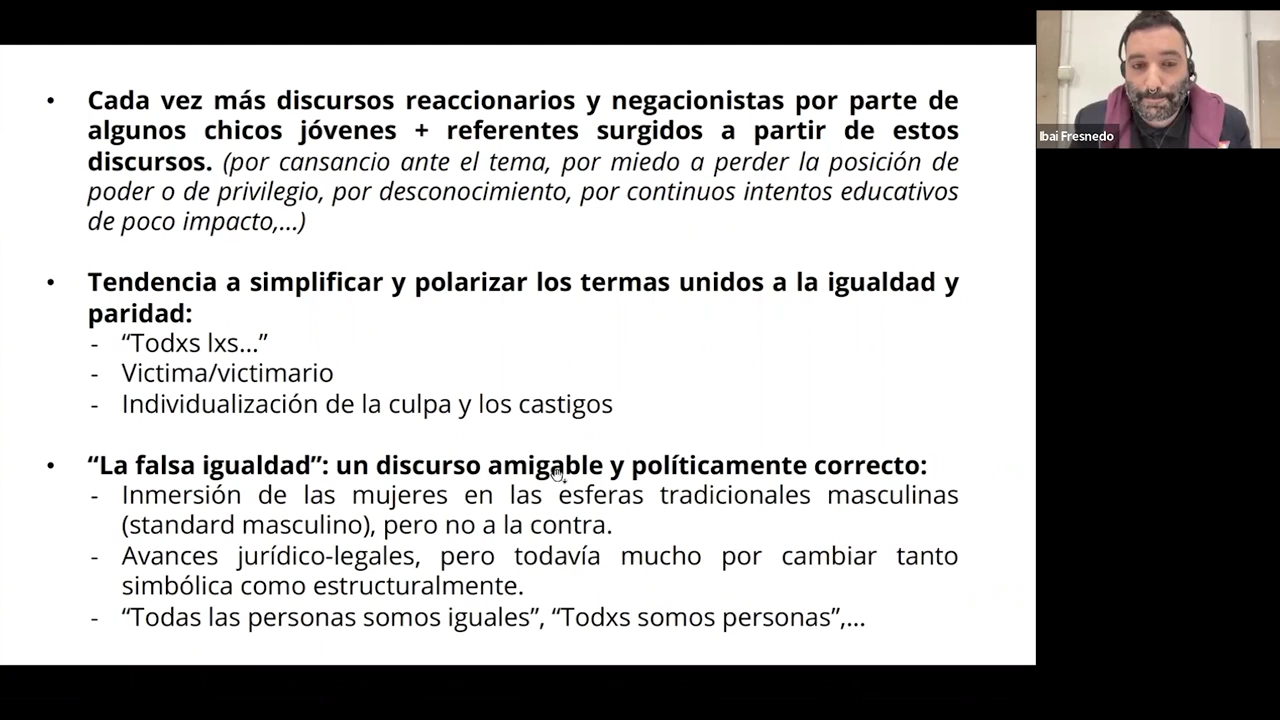 • Cada vez más discursos reaccionarios y negacionistas por parte de
algunos chicos jóvenes + referentes surgidos a partir de estos
discursos. (por cansancio ante el tema, por miedo a perder la posición de
poder o de privilegio, por desconocimiento, por continuos intentos educativos
de poco impacto,...)
• Tendencia a simplificar y polarizar los termas unidos a la igualdad y
paridad:
- “Todxs lxs...”
- Victima/victimario
- Individualización de la culpa y los castigos
• “La falsa igualdad”: un discurso amigable y políticamente correcto:
- Inmersión de las mujeres en las esferas tradicionales masculinas
(standard masculino), pero no a la contra.
- Avances jurídico-legales, pero todavía mucho por cambiar tanto
simbólica como estructuralmente.
- “Todas las personas somos iguales”, “Todxs somos personas”,...
Ibai Fresnedo